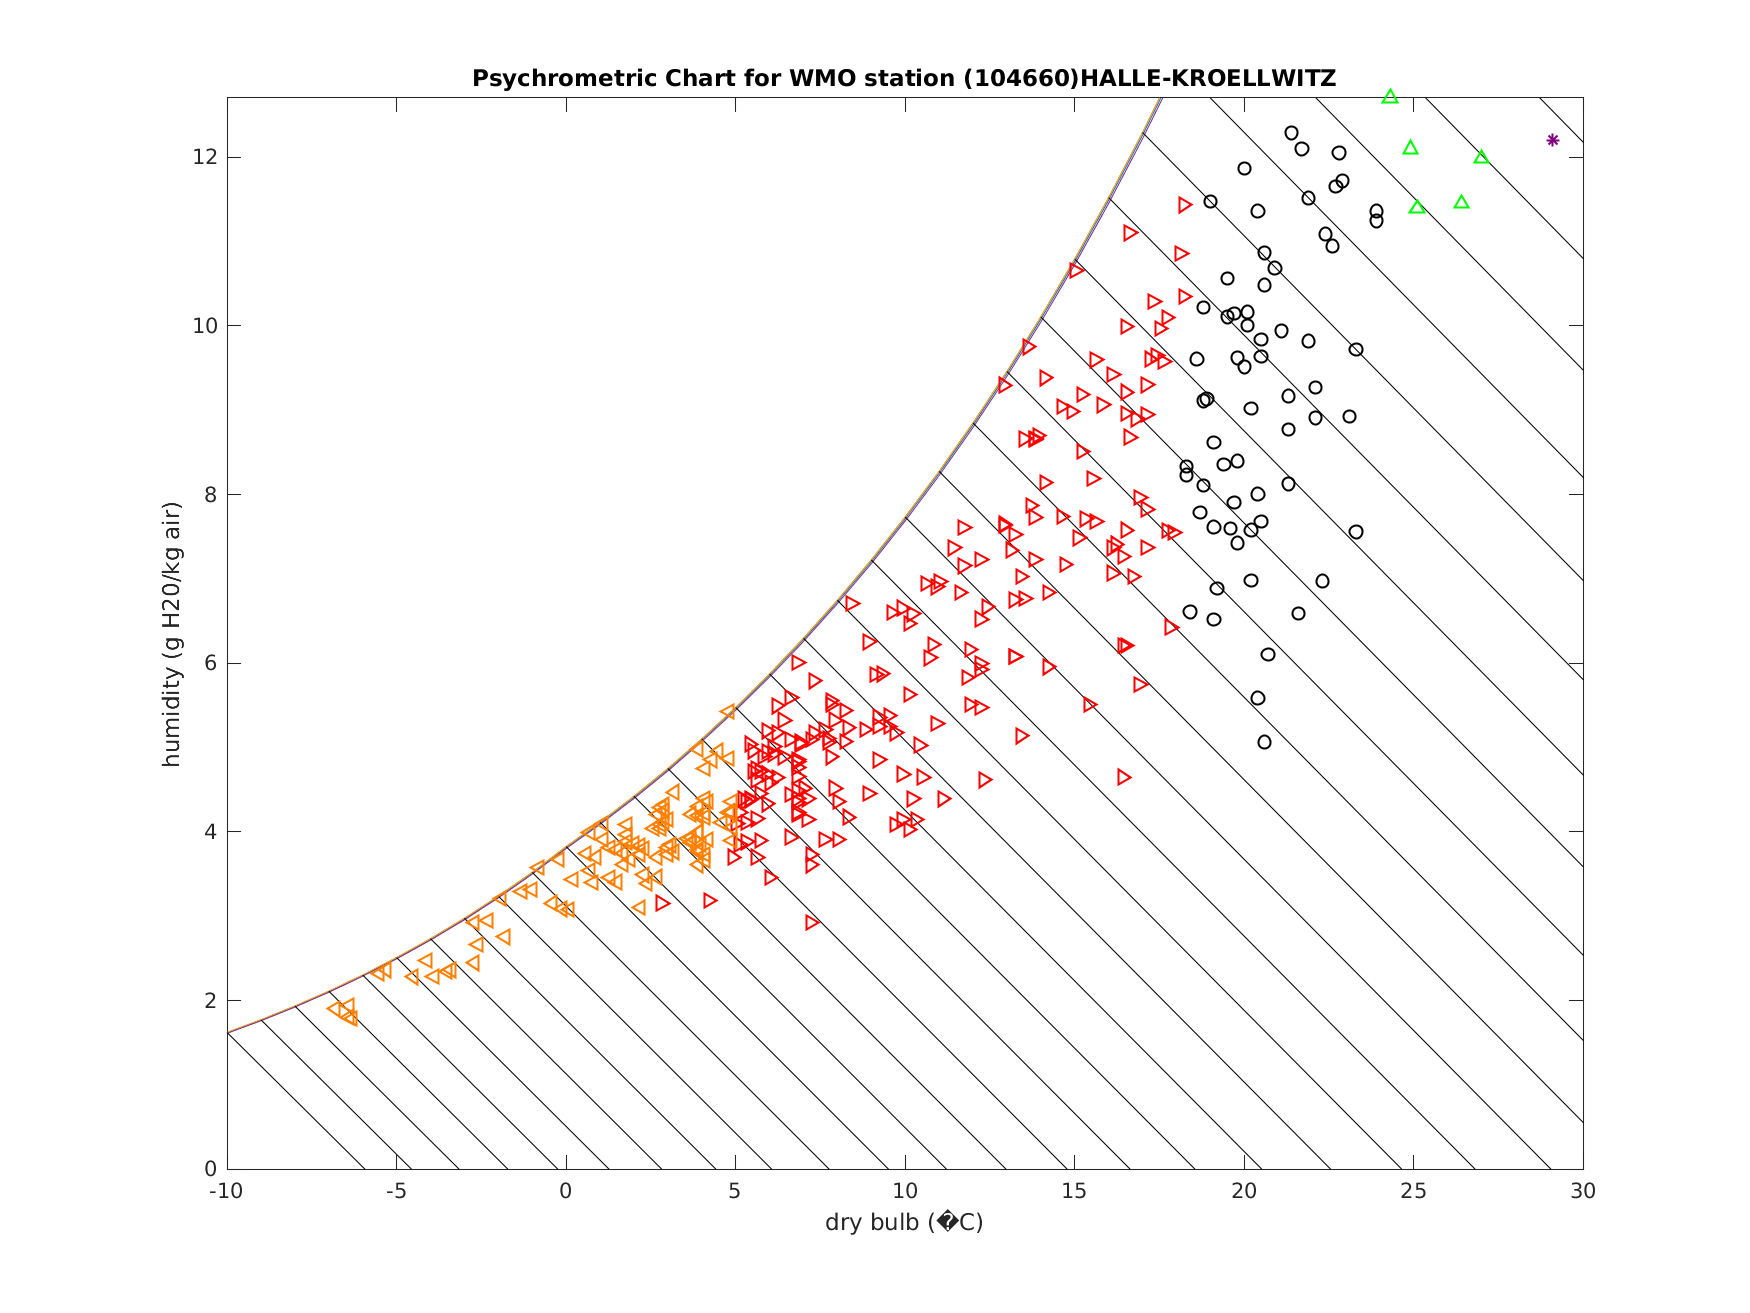 Psychrometric Chart for WMO station (104660)HALLE-KROELLWITZ
humidity (g H20/kg air)
12
10
8
6
4
2
0
-10 -5 0 5 10 15 20 25 30
dry bulb (�C)